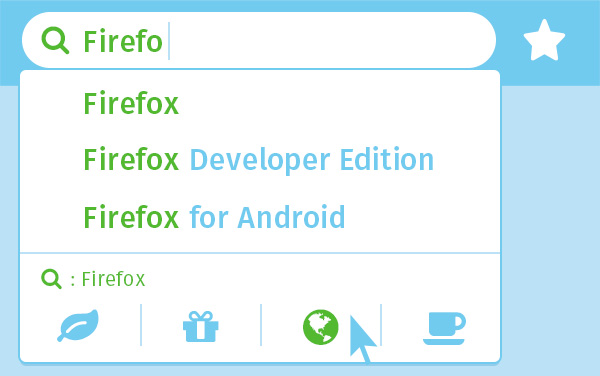 Firefo
Firefox
Firefox Developer Edition
Firefox for Android
: Firefox